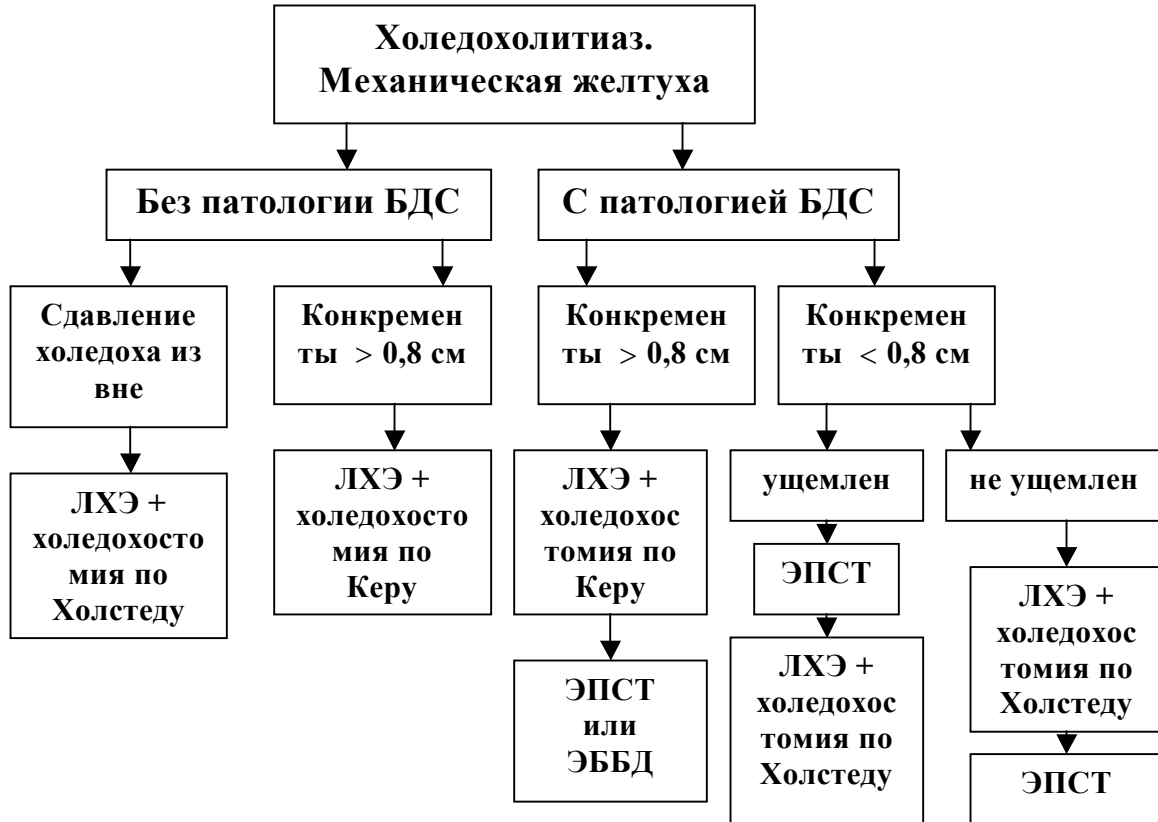 Холедохолитиаз.
Механическая желтуха
Без патологии БДС
С патологией БДС
Сдавление
холедоха из
вне
Конкремен
ты > 0,8 см
Конкремен
ты > 0,8 см
Конкремен
ты < 0,8 см
ЛХЭ +
холедохосто
мия по
Холстеду
ЛХЭ +
холедохосто
мия по
Керу
ЛХЭ +
холедохос
томия по
Керу
ущемлен
не ущемлен
ЭПСТ
ЛХЭ +
холедохос
томия по
Холстеду
ЭПСТ
или
ЭББД
ЛХЭ +
холедохос
томия по
Холстеду
ЭПСТ